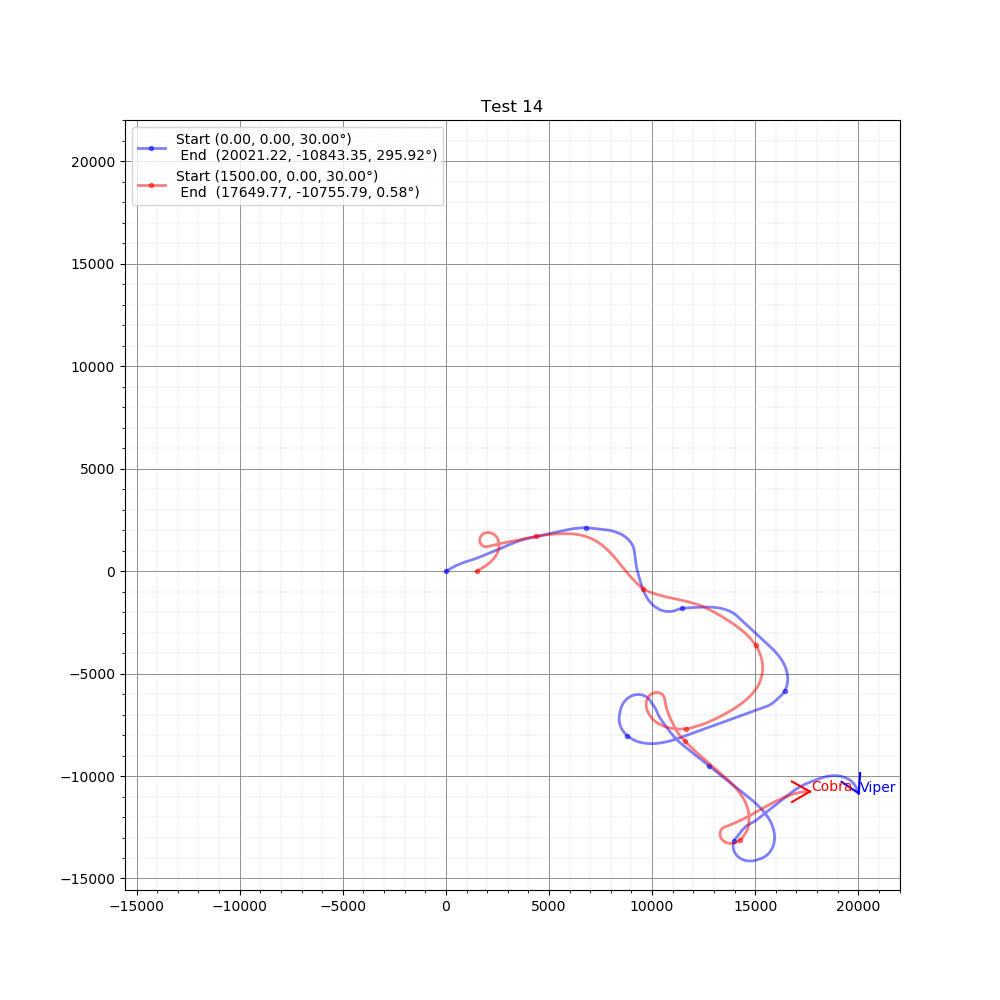 Test 14
Start (0.00, 0.00, 30.00°)
End  (20021.22, -10843.35, 295.92°)
Start (1500.00, 0.00, 30.00°)
End  (17649.77, -10755.79, 0.58°)
20000
15000
10000
5000
0
−5000
−10000
−15000
Cobra
Viper
−15000 −10000 −5000 0 5000 10000 15000 20000